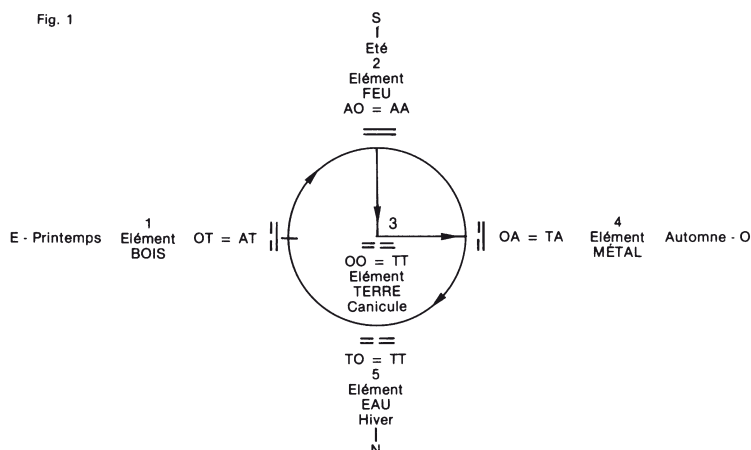 Fig. 1
S
Eté
2
Elément
FEU
AO = AA
E - Printemps
1
Elément
BOIS
OT = AT
3
OO = TT
Elément
TERRE
Canicule
OA = TA
4
Elément
MÉTAL
Automne - O
TO = TT
5
Elément
EAU
Hiver
N